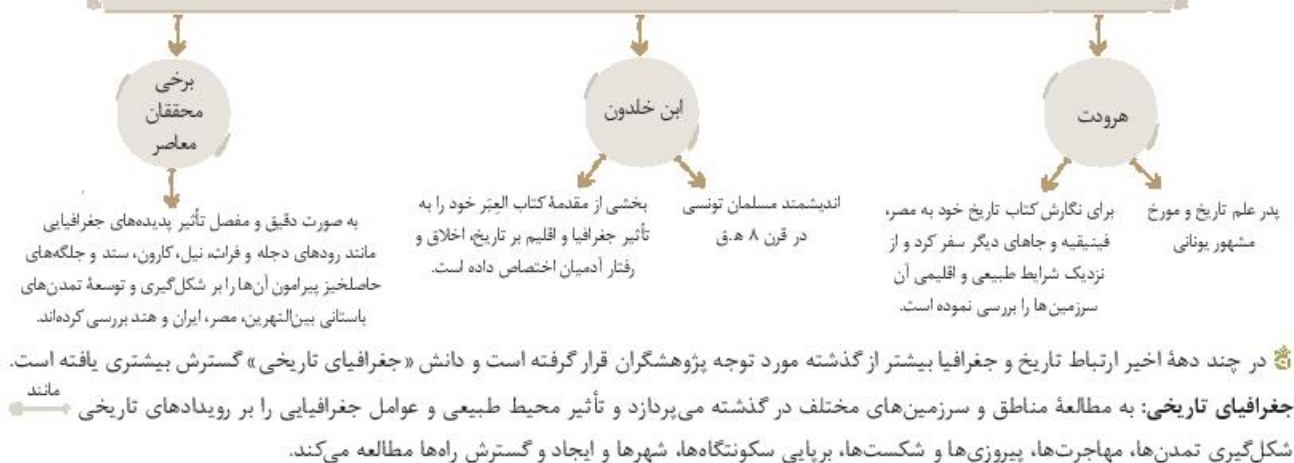 هرودت
پدر علم تاریخ و مورخ
مشهور یونانی
برای نگارش کتاب تاریخ خود به مصر،
فینیقیه و جاهای دیگر سفر کرد و از
نزدیک شرایط طبیعی و اقلیمی آن
سرزمین‌ها را بررسی نموده است.
ابن خلدون
اندیشمند مسلمان تونسی
در قرن ۸ ه.ق
بخشی از مقدمهٔ کتاب العِبَر خود را به
تأثیر جغرافیا و اقلیم بر تاریخ، اخلاق و
رفتار آدمیان اختصاص داده است.
برخی
محققان
معاصر
به صورت دقیق و مفصل تأثیر پدیده‌های جغرافیایی
مانند رودهای دجله و فرات، نیل، کارون، سند و جلگه‌های
حاصلخیز پیرامون آن‌ها را بر شکل‌گیری و توسعهٔ تمدن‌های
باستانی بین‌النهرین، مصر، ایران و هند بررسی کرده‌اند.
در چند دههٔ اخیر ارتباط تاریخ و جغرافیا بیشتر از گذشته مورد توجه پژوهشگران قرار گرفته است و دانش «جغرافیای تاریخی» گسترش بیشتری یافته است.
جغرافیای تاریخی: به مطالعهٔ مناطق و سرزمین‌های مختلف در گذشته می‌پردازد و تأثیر محیط طبیعی و عوامل جغرافیایی را بر رویدادهای تاریخی مانند
شکل‌گیری تمدن‌ها، مهاجرت‌ها، پیروزی‌ها و شکست‌ها، برپایی سکونتگاه‌ها، شهرها و ایجاد و گسترش راه‌ها مطالعه می‌کند.